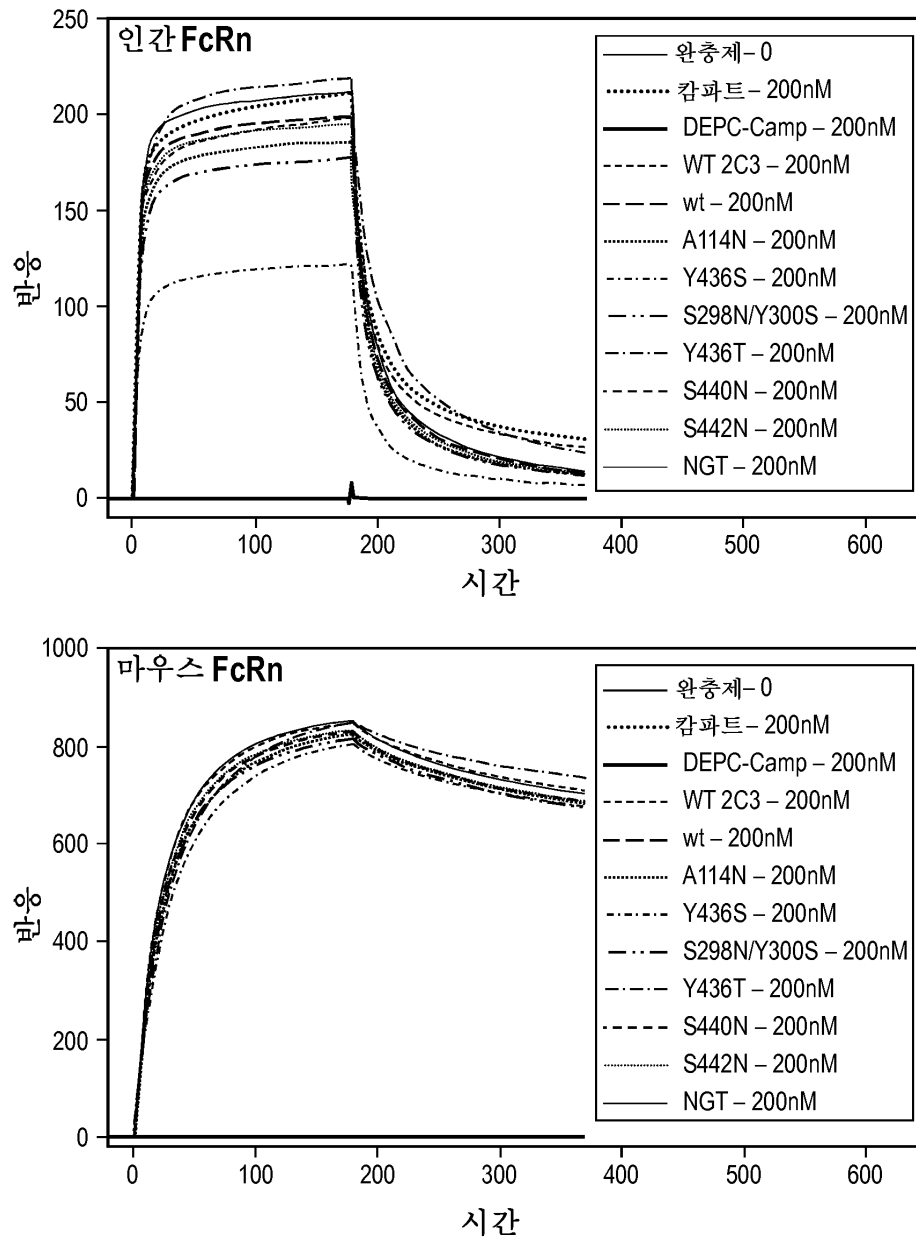 인간 FcRn
250
200
150
100
50
0
반응
0
100
200
300
400
500
600
시간
완충제– 0
캄파트 – 200nM
DEPC-Camp – 200nM
WT 2C3 – 200nM
wt – 200nM
A114N – 200nM
Y436S – 200nM
S298N/Y300S – 200nM
Y436T – 200nM
S440N – 200nM
S442N – 200nM
NGT – 200nM
마우스 FcRn
1000
800
600
400
200
0
반응
0
100
200
300
400
500
600
시간
완충제– 0
캄파트 – 200nM
DEPC-Camp – 200nM
WT 2C3 – 200nM
wt – 200nM
A114N – 200nM
Y436S – 200nM
S298N/Y300S – 200nM
Y436T – 200nM
S440N – 200nM
S442N – 200nM
NGT – 200nM